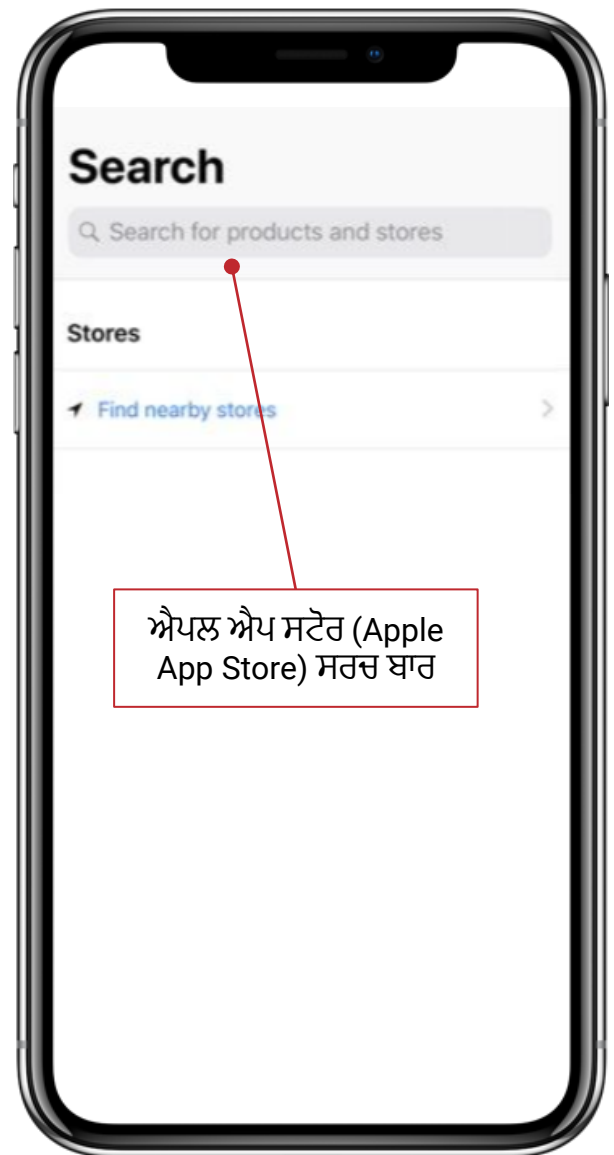 Search
Search for products and stores
Stores
Find nearby stores
ਐਪਲ ਐਪ ਸਟੋਰ (Apple
App Store) ਸਰਚ ਬਾਰ